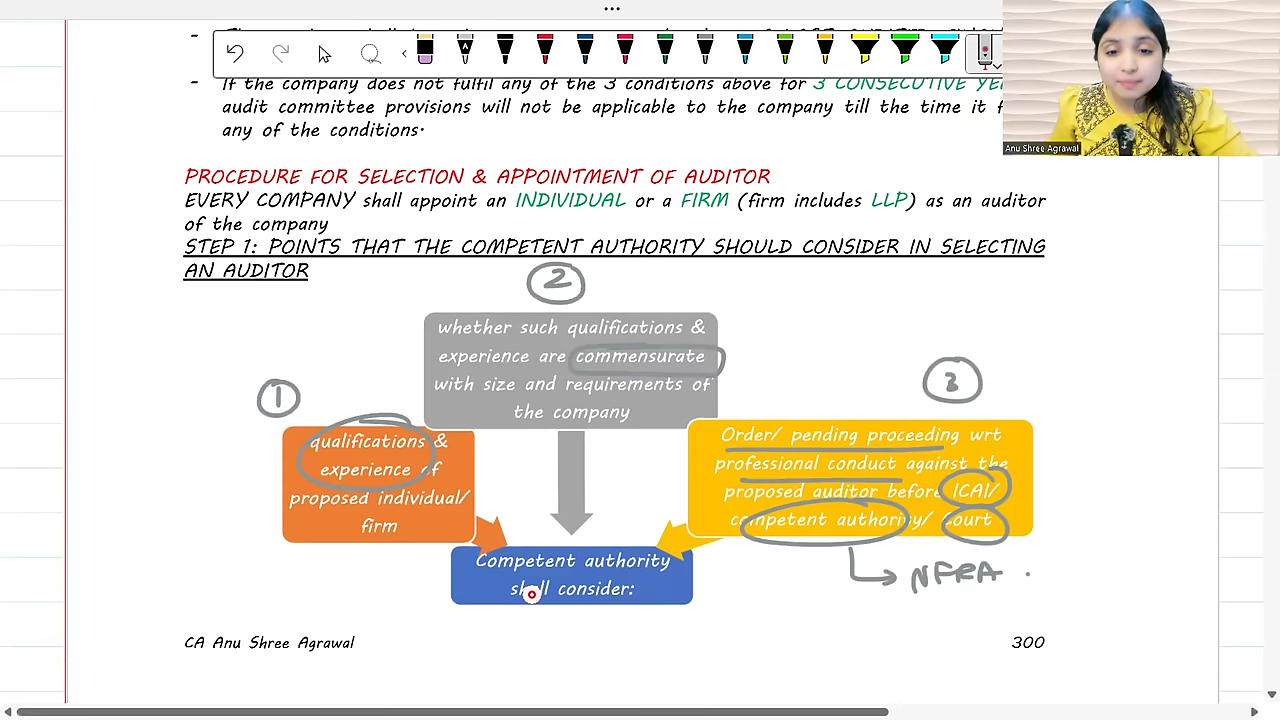 If the company does not fulfil any of the 3 conditions above for 3 CONSECUTIVE
audit committee provisions will not be applicable to the company till the time it
any of the conditions.
PROCEDURE FOR SELECTION & APPOINTMENT OF AUDITOR
EVERY COMPANY shall appoint an INDIVIDUAL or a FIRM (firm includes LLP) as an auditor
of the company
STEP 1: POINTS THAT THE COMPETENT AUTHORITY SHOULD CONSIDER IN SELECTING
AN AUDITOR
2
whether such qualifications &
experience are commensurate
with size and requirements of
the company
1
qualifications &
experience of
proposed individual/
firm
3
Order/ pending proceeding wrt
professional conduct against the
proposed auditor before ICAI/
competent authority/ Court
NFRA
Competent authority
shall consider:
CA Anu Shree Agrawal
300
Anu Shree Agrawal